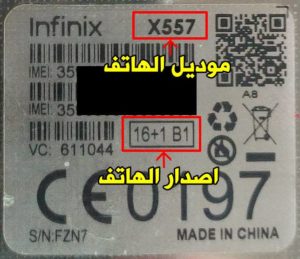 Infinix X557
موديل الهاتف
IMEI: 35
A8
IMEI: 35
16+1 B1
VC: 611044
اصدار الهاتف
CE0197
S/N:FZN7
MADE IN CHINA